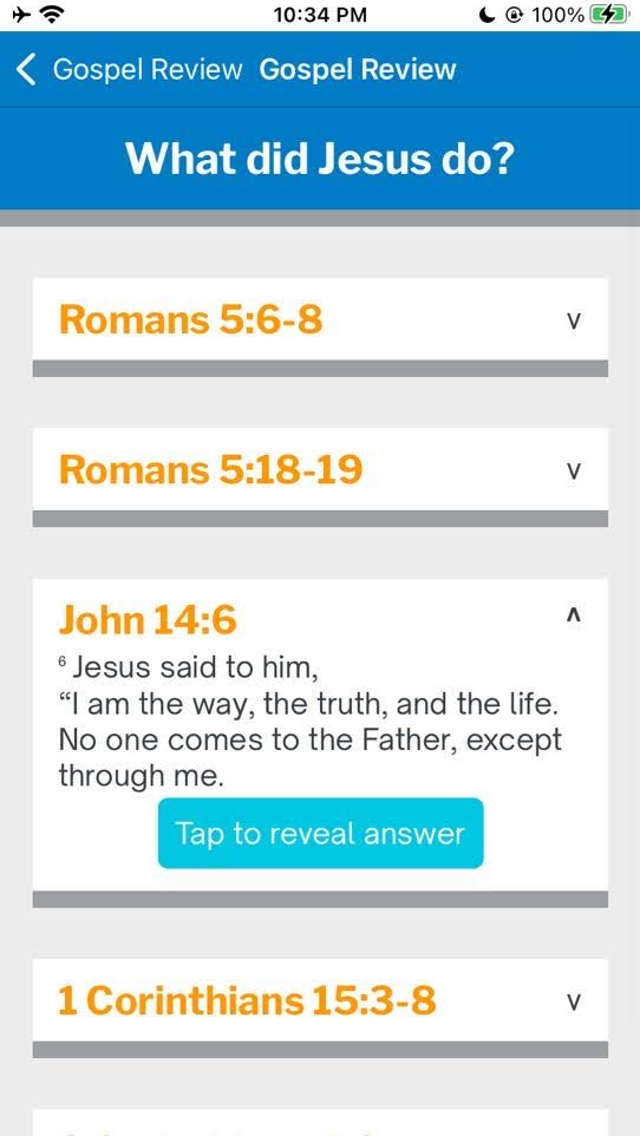 10:34 PM 100%
Gospel Review Gospel Review
What did Jesus do?
Romans 5:6-8 v
Romans 5:18-19 v
John 14:6 ʌ
⁶ Jesus said to him,
“I am the way, the truth, and the life.
No one comes to the Father, except
through me.
Tap to reveal answer
1 Corinthians 15:3-8 v